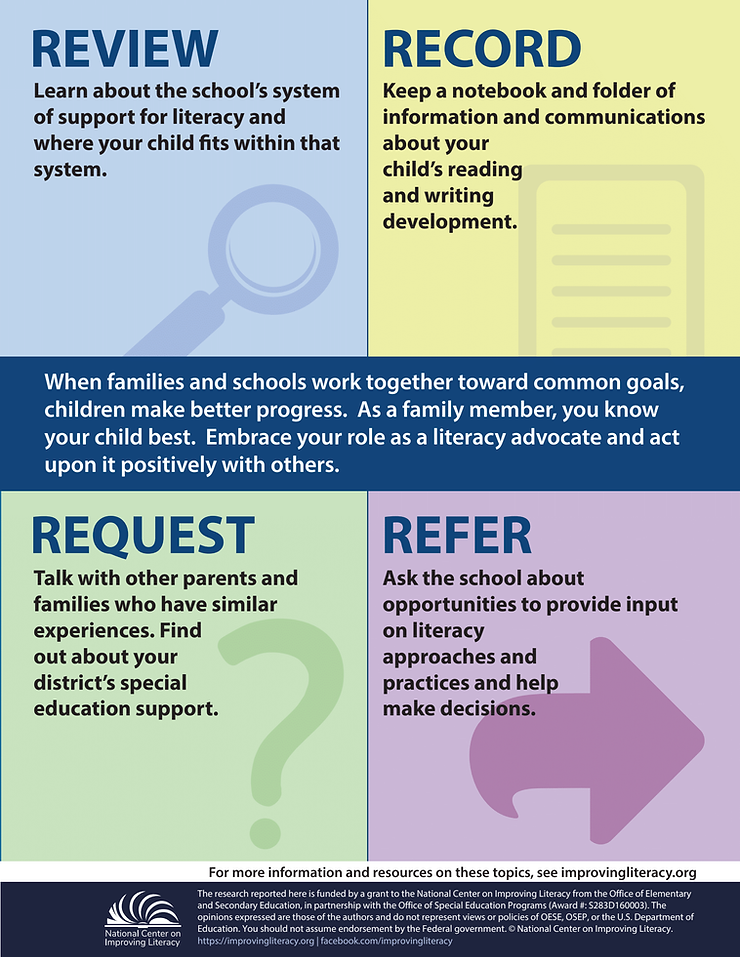 REVIEW
Learn about the school's system
of support for literacy and
where your child fits within that
system.
RECORD
Keep a notebook and folder of
information and communications
about your
child's reading
and writing
development.
When families and schools work together toward common goals,
children make better progress.  As a family member, you know
your child best.  Embrace your role as a literacy advocate and act
upon it positively with others.
REQUEST
Talk with other parents and
families who have similar
experiences. Find
out about your
district's special
education support.
REFER
Ask the school about
opportunities to provide input
on literacy
approaches and
practices and help
make decisions.
For more information and resources on these topics, see improvingliteracy.org
National Center on
Improving Literacy
The research reported here is funded by a grant to the National Center on Improving Literacy from the Office of Elementary
and Secondary Education, in partnership with the Office of Special Education Programs (Award #: S283D160003). The
opinions expressed are those of the authors and do not represent views or policies of OESE, OSEP, or the U.S. Department of
Education. You should not assume endorsement by the Federal government. © National Center on Improving Literacy.
https://improvingliteracy.org | facebook.com/improvingliteracy